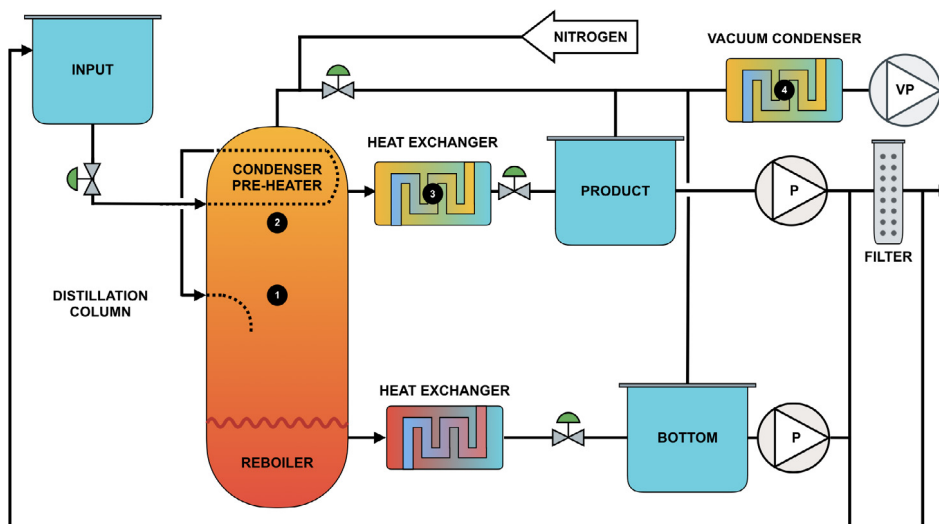 NITROGEN
VACUUM CONDENSER
INPUT
4
VP
HEAT EXCHANGER
CONDENSER
PRE-HEATER
3
PRODUCT
P
2
FILTER
1
DISTILLATION
COLUMN
HEAT EXCHANGER
BOTTOM
P
REBOILER